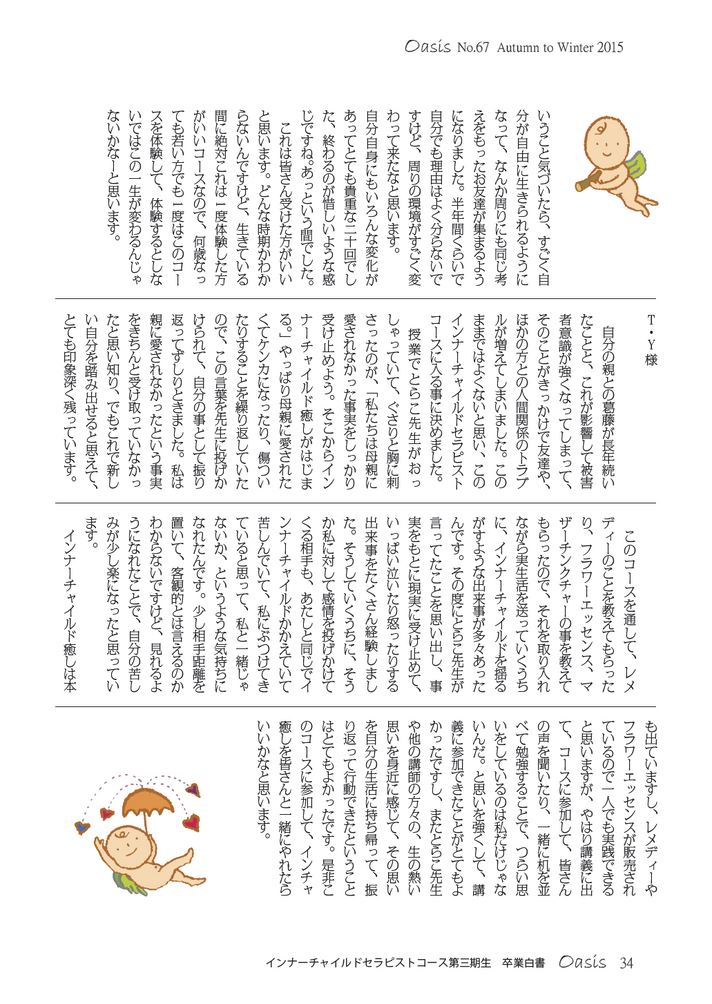 Oasis No.67 Autumn to Winter 2015
いうこと気づいたら、すごく自
分が自由に生きられるように
なって、なんか周りにも同じ考
えをもったお友達が集まるよう
になりました。半年間くらいで
自分でも理由はよく分らないで
すけど、周りの環境がすごく変
わって来たなと思います。
自分自身にもいろんな変化が
あってとても貴重な二十回でし
た、終わるのが惜しいような感
じですね。あっという間でした。
これは皆さん受けた方がいい
と思います。どんな時期かわか
らないんですけど、生きている
間に絶対これは1度体験した方
がいいコースなので、何歳なっ
ても若い方でも1度はこのコー
スを体験して、体験するとしな
いではこの一生が変わるんじゃ
ないかなーと思います。
T・Y様
自分の親との葛藤が長年続い
たことと、これが影響して被害
者意識が強くなってしまって、
そのことがきっかけで友達や、
ほかの方との人間関係のトラブ
ルが増えてしまいました。この
ままではよくないと思い、この
インナーチャイルドセラピスト
コースに入る事に決めました。
授業でとらこ先生がおっ
しゃっていて、ぐさりと胸に刺
さったのが、「私たちは母親に
愛されなかった事実をしっかり
受け止めよう。そこからイン
ナーチャイルド癒しがはじま
る。」やっぱり母親に愛された
くてケンカになったり、傷つい
たりすることを繰り返していた
ので、この言葉を先生に投げか
けられて、自分の事として振り
返ってずしりときました。私は
親に愛されなかったという事実
をきちんと受け取っていなかっ
たと思い知り、でもこれで新し
い自分を踏み出せると思えて、
とても印象深く残っています。
このコースを通して、レメ
ディーのことを教えてもらった
り、フラワーエッセンス、マ
ザーチンクチャーの事を教えて
もらったので、それを取り入れ
ながら実生活を送っていくうち
に、インナーチャイルドを揺る
がすような出来事が多々あった
んです。その度にとらこ先生が
言ってたことを思い出し、事
実をもとに現実に受け止めて、
いっぱい泣いたり怒ったりする
出来事をたくさん経験しまし
た。そうしていくうちに、そう
か私に対して感情を投げかけて
くる相手も、あたしと同じでイ
ンナーチャイルドかかえていて
苦しんでいて、私にぶつけてき
ていると思って、私と一緒じゃ
ないか、というような気持ちに
なれたんです。少し相手距離を
置いて、客観的とは言えるのか
わからないですけど、見れるよ
うになれたことで、自分の苦し
みが少し楽になったと思ってい
ます。
インナーチャイルド癒しは本
も出ていますし、レメディーや
フラワーエッセンスが販売され
ているので一人でも実践できる
と思いますが、やはり講義に出
て、コースに参加して、皆さん
の声を聞いたり、一緒に机を並
べて勉強することで、つらい思
いをしているのは私だけじゃな
いんだ。と思いを強くして、講
義に参加できたことがとてもよ
かったですし、またとらこ先生
や他の講師の方々の、生の熱い
思いを身近に感じて、その思い
を自分の生活に持ち帰って、振
り返って行動できたということ
はとてもよかったです。是非こ
のコースに参加して、インチャ
癒しを皆さんと一緒にやれたら
いいかなと思います。
インナーチャイルドセラピストコース第三期生 卒業白書 Oasis 34